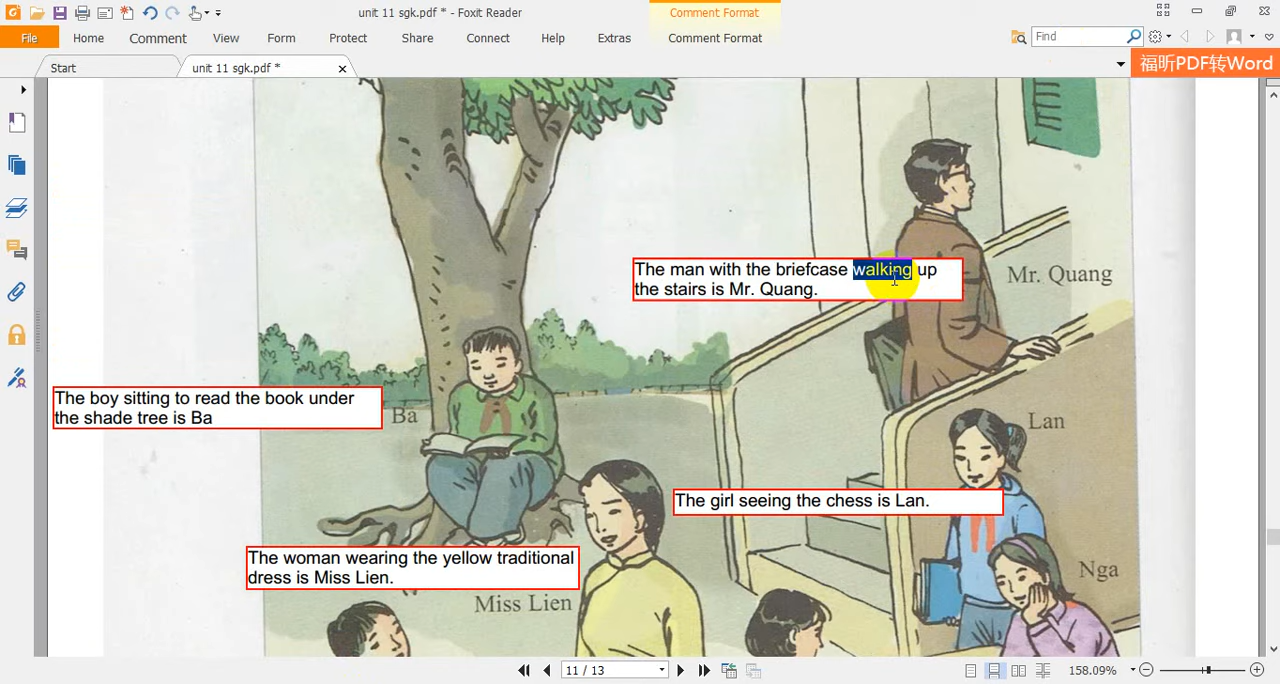 unit 11 sgk.pdf * - Foxit Reader
Comment Format
File
Home
Comment
View
Form
Protect
Share
Connect
Help
Extras
Comment Format
Find
Start
unit 11 sgk.pdf *
福昕PDF转Word
The man with the briefcase walking up
the stairs is Mr. Quang.
Mr. Quang
The boy sitting to read the book under
the shade tree is Ba
Ba
Lan
The girl seeing the chess is Lan.
The woman wearing the yellow traditional
dress is Miss Lien.
Miss Lien
Nga
11 / 13
158.09%